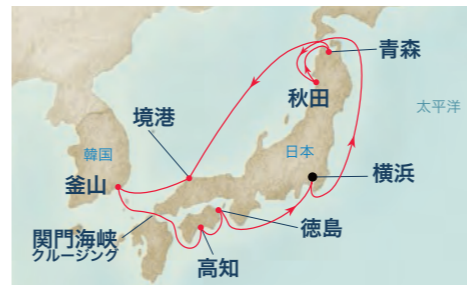 青森
秋田
太平洋
境港
韓国
日本
釜山
横浜
徳島
関門海峡
クルージング
高知